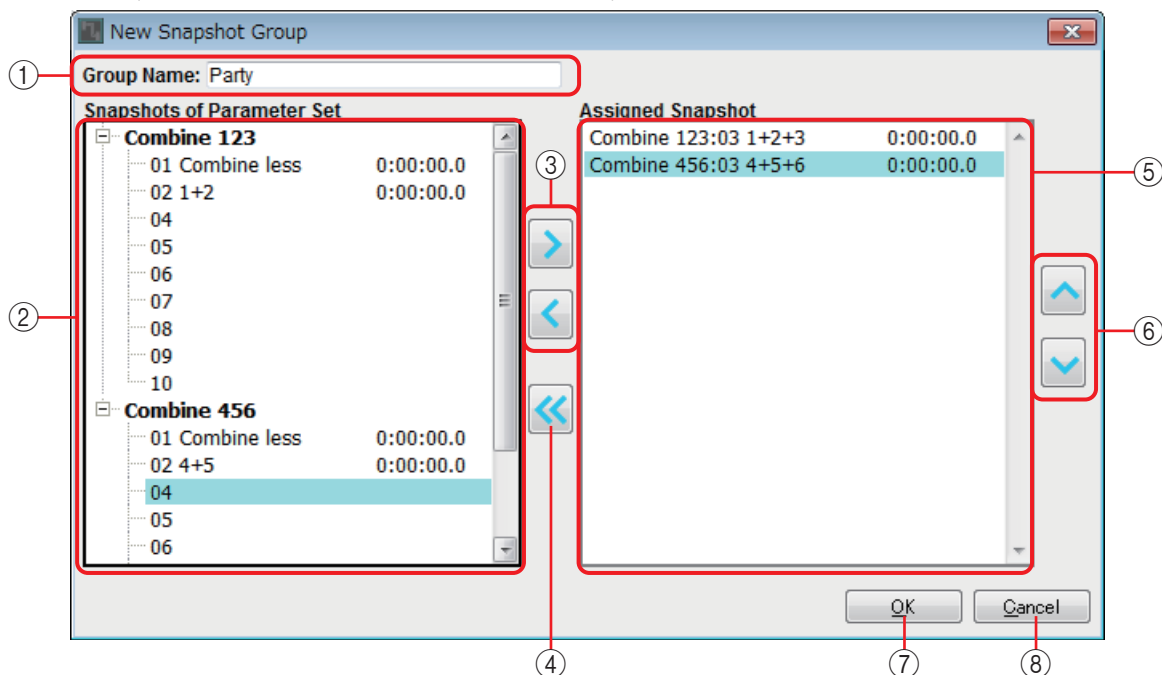 New Snapshot Group
① Group Name: Party
Snapshots of Parameter Set
Combine 123
01 Combine less 0:00:00.0
02 1+2 0:00:00.0
04
05
06
07
08
09
10
Combine 456
01 Combine less 0:00:00.0
02 4+5 0:00:00.0
04
05
06
②
③
④
Assigned Snapshot
Combine 123:03 1+2+3 0:00:00.0
Combine 456:03 4+5+6 0:00:00.0
⑤
⑥
OK
Cancel
⑦
⑧